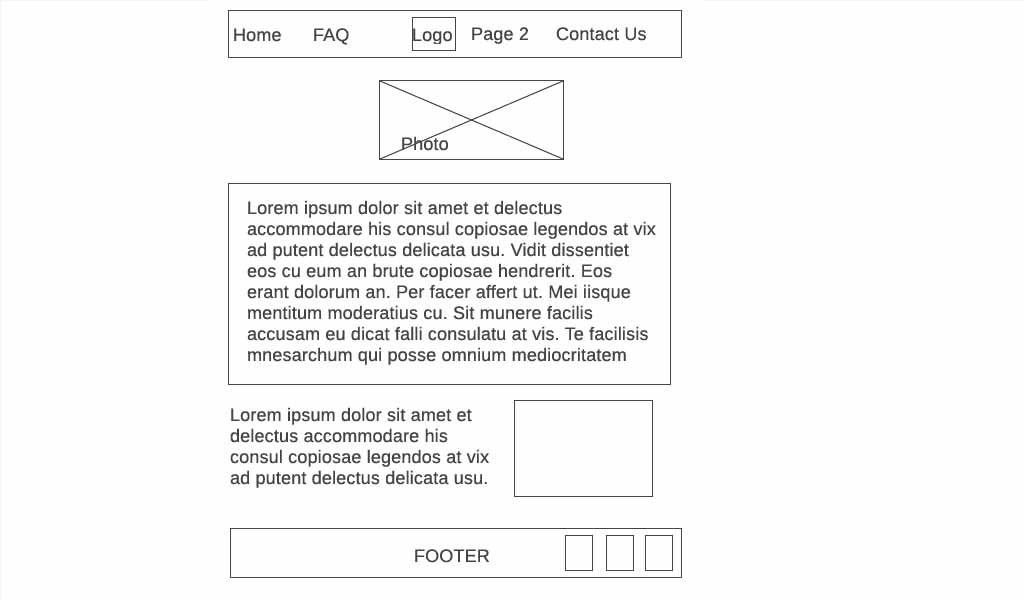 Home FAQ Logo Page 2 Contact Us
Photo
Lorem ipsum dolor sit amet et delectus
accommodare his consul copiosae legendos at vix
ad putent delectus delicata usu. Vidit dissentiet
eos cu eum an brute copiosae hendrerit. Eos
erant dolorum an. Per facer affert ut. Mei iisque
mentitum moderatius cu. Sit munere facilis
accusam eu dicat falli consulatu at vis. Te facilisis
mnesarchum qui posse omnium mediocritatem
Lorem ipsum dolor sit amet et
delectus accommodare his
consul copiosae legendos at vix
ad putent delectus delicata usu.
FOOTER